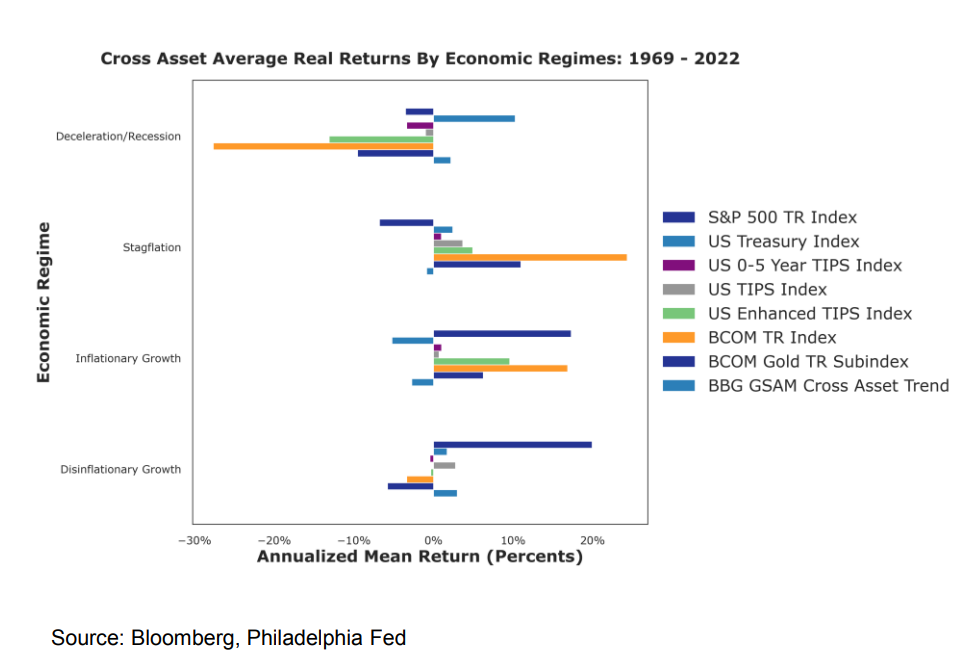 Cross Asset Average Real Returns By Economic Regimes: 1969 - 2022
Deceleration/Recession
Stagflation
Inflationary Growth
Disinflationary Growth
Economic Regime
−30%
−20%
−10%
0%
10%
20%
Annualized Mean Return (Percents)
S&P 500 TR Index
US Treasury Index
US 0-5 Year TIPS Index
US TIPS Index
US Enhanced TIPS Index
BCOM TR Index
BCOM Gold TR Subindex
BBG GSAM Cross Asset Trend
Source: Bloomberg, Philadelphia Fed